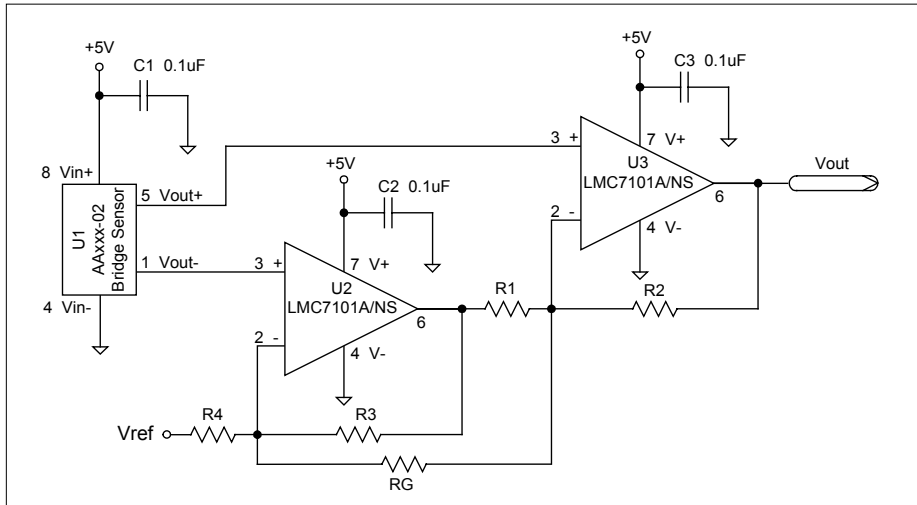 +5V
C1 0.1uF
8 Vin+
U1
AAxxx-02
Bridge Sensor
5 Vout+
1 Vout-
4 Vin-
+5V
C2 0.1uF
3 +
7 V+
U2
LMC7101A/NS
6
2 -
4 V-
+5V
C3 0.1uF
3 +
7 V+
U3
LMC7101A/NS
6
2 -
4 V-
Vout
R1
R2
Vref
R4
R3
RG